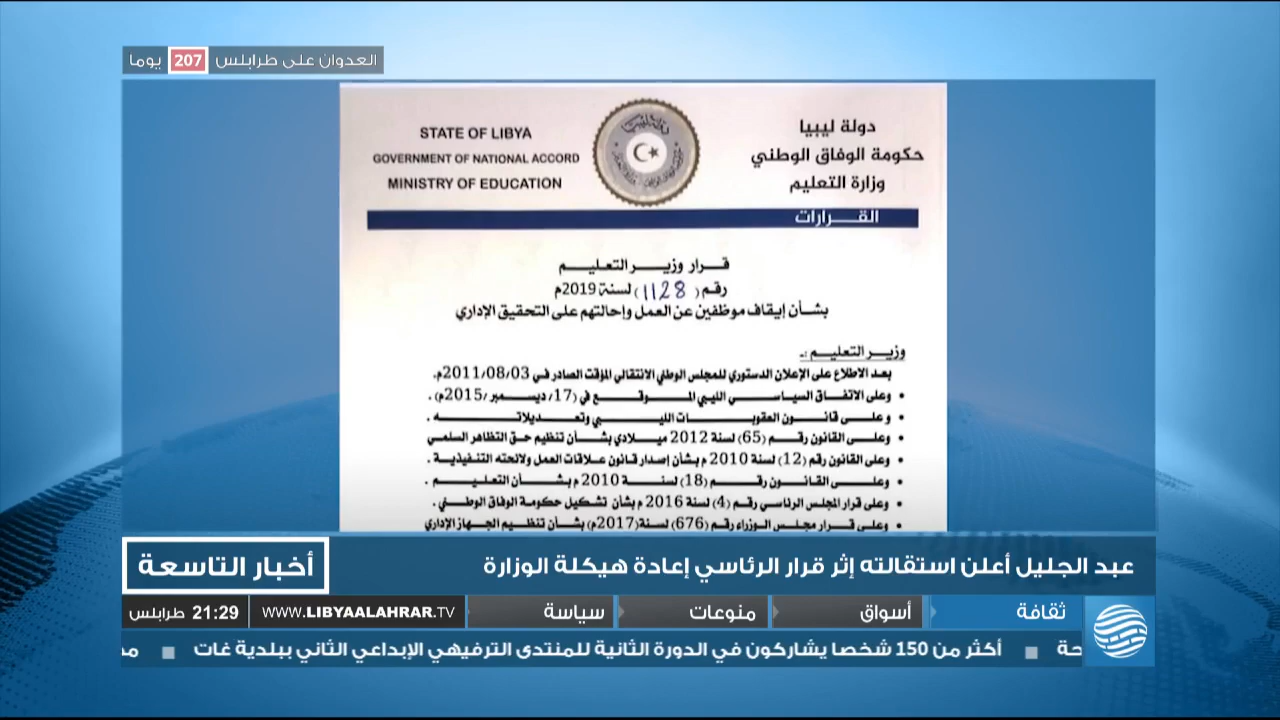 العدوان على طرابلس 207 يوما
دولة ليبيا
حكومة الوفاق الوطني
وزارة التعليم
STATE OF LIBYA
GOVERNMENT OF NATIONAL ACCORD
MINISTRY OF EDUCATION
القـــرارات
قـرار وزيـر التعليـم
رقم (1128) لسنة 2019م
بشأن إيقاف موظفين عن العمل وإحالتهم على التحقيق الإداري
وزيـر التعليـم :ـ
بعد الاطلاع على الإعلان الدستوري للمجلس الوطني الانتقالي المؤقت الصادر في 2011/08/03م.
• وعلى الاتفاق السياسي الليبي الموقع في (17/ ديسمبر /2015م) .
• وعلى قانون العقوبات الليبي وتعديلاته .
• وعلى القانون رقم (65) لسنة 2012 ميلادي بشأن تنظيم حق التظاهر السلمي
• وعلى القانون رقم (12) لسنة 2010 م بشأن إصدار قانون علاقات العمل ولائحته التنفيذية .
• وعلى القانون رقم (18) لسنة 2010 م بشأن التعليم .
• وعلى قرار المجلس الرئاسي رقم (4) لسنة 2016 م بشأن تشكيل حكومة الوفاق الوطني .
• وعلى قرار مجلس الوزراء رقم (676) لسنة (2017م) بشأن تنظيم الجهاز الإداري
عبد الجليل أعلن استقالته إثر قرار الرئاسي إعادة هيكلة الوزارة
أخبار التاسعة
ثقافة أسواق منوعات سياسة WWW.LIBYAALAHRAR.TV 21:29 طرابلس
حة ■ أكثر من 150 شخصا يشاركون في الدورة الثانية للمنتدى الترفيهي الإبداعي الثاني ببلدية غات ■ مد